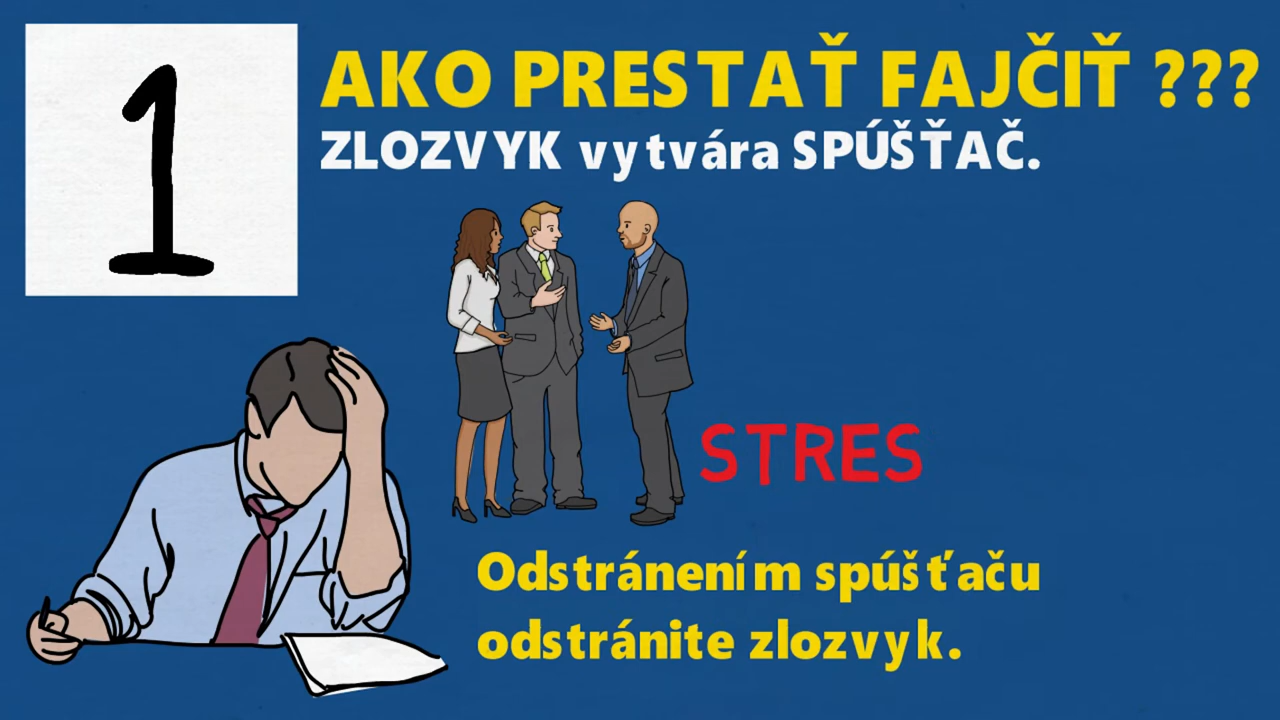 1
AKO PRESTAŤ FAJČIŤ ???
ZLOZVYK vytvára SPÚŠŤAČ.
STRES
Odstránením spúšťaču
odstránite zlozvyk.